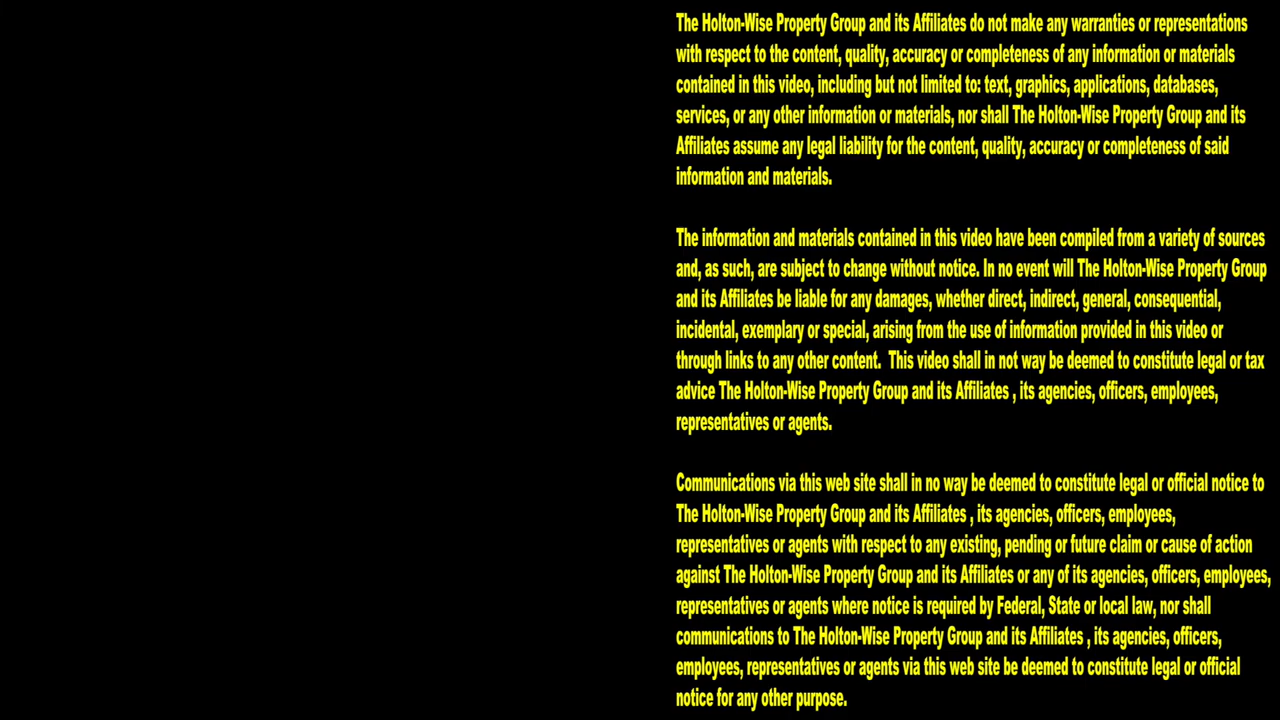 The Holton-Wise Property Group and its Affiliates do not make any warranties or representations
with respect to the content, quality, accuracy or completeness of any information or materials
contained in this video, including but not limited to: text, graphics, applications, databases,
services, or any other information or materials, nor shall The Holton-Wise Property Group and its
Affiliates assume any legal liability for the content, quality, accuracy or completeness of said
information and materials.
The information and materials contained in this video have been compiled from a variety of sources
and, as such, are subject to change without notice. In no event will The Holton-Wise Property Group
and its Affiliates be liable for any damages, whether direct, indirect, general, consequential,
incidental, exemplary or special, arising from the use of information provided in this video or
through links to any other content.  This video shall in not way be deemed to constitute legal or tax
advice The Holton-Wise Property Group and its Affiliates , its agencies, officers, employees,
representatives or agents.
Communications via this web site shall in no way be deemed to constitute legal or official notice to
The Holton-Wise Property Group and its Affiliates , its agencies, officers, employees,
representatives or agents with respect to any existing, pending or future claim or cause of action
against The Holton-Wise Property Group and its Affiliates or any of its agencies, officers, employees,
representatives or agents where notice is required by Federal, State or local law, nor shall
communications to The Holton-Wise Property Group and its Affiliates , its agencies, officers,
employees, representatives or agents via this web site be deemed to constitute legal or official
notice for any other purpose.